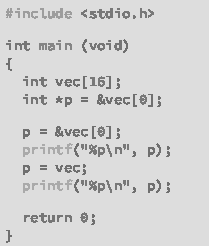 #include <stdio.h>
int main (void)
{
int vec[16];
int *p = &vec[0];
p = &vec[0];
printf("%p\n", p);
p = vec;
printf("%p\n", p);
return 0;
}